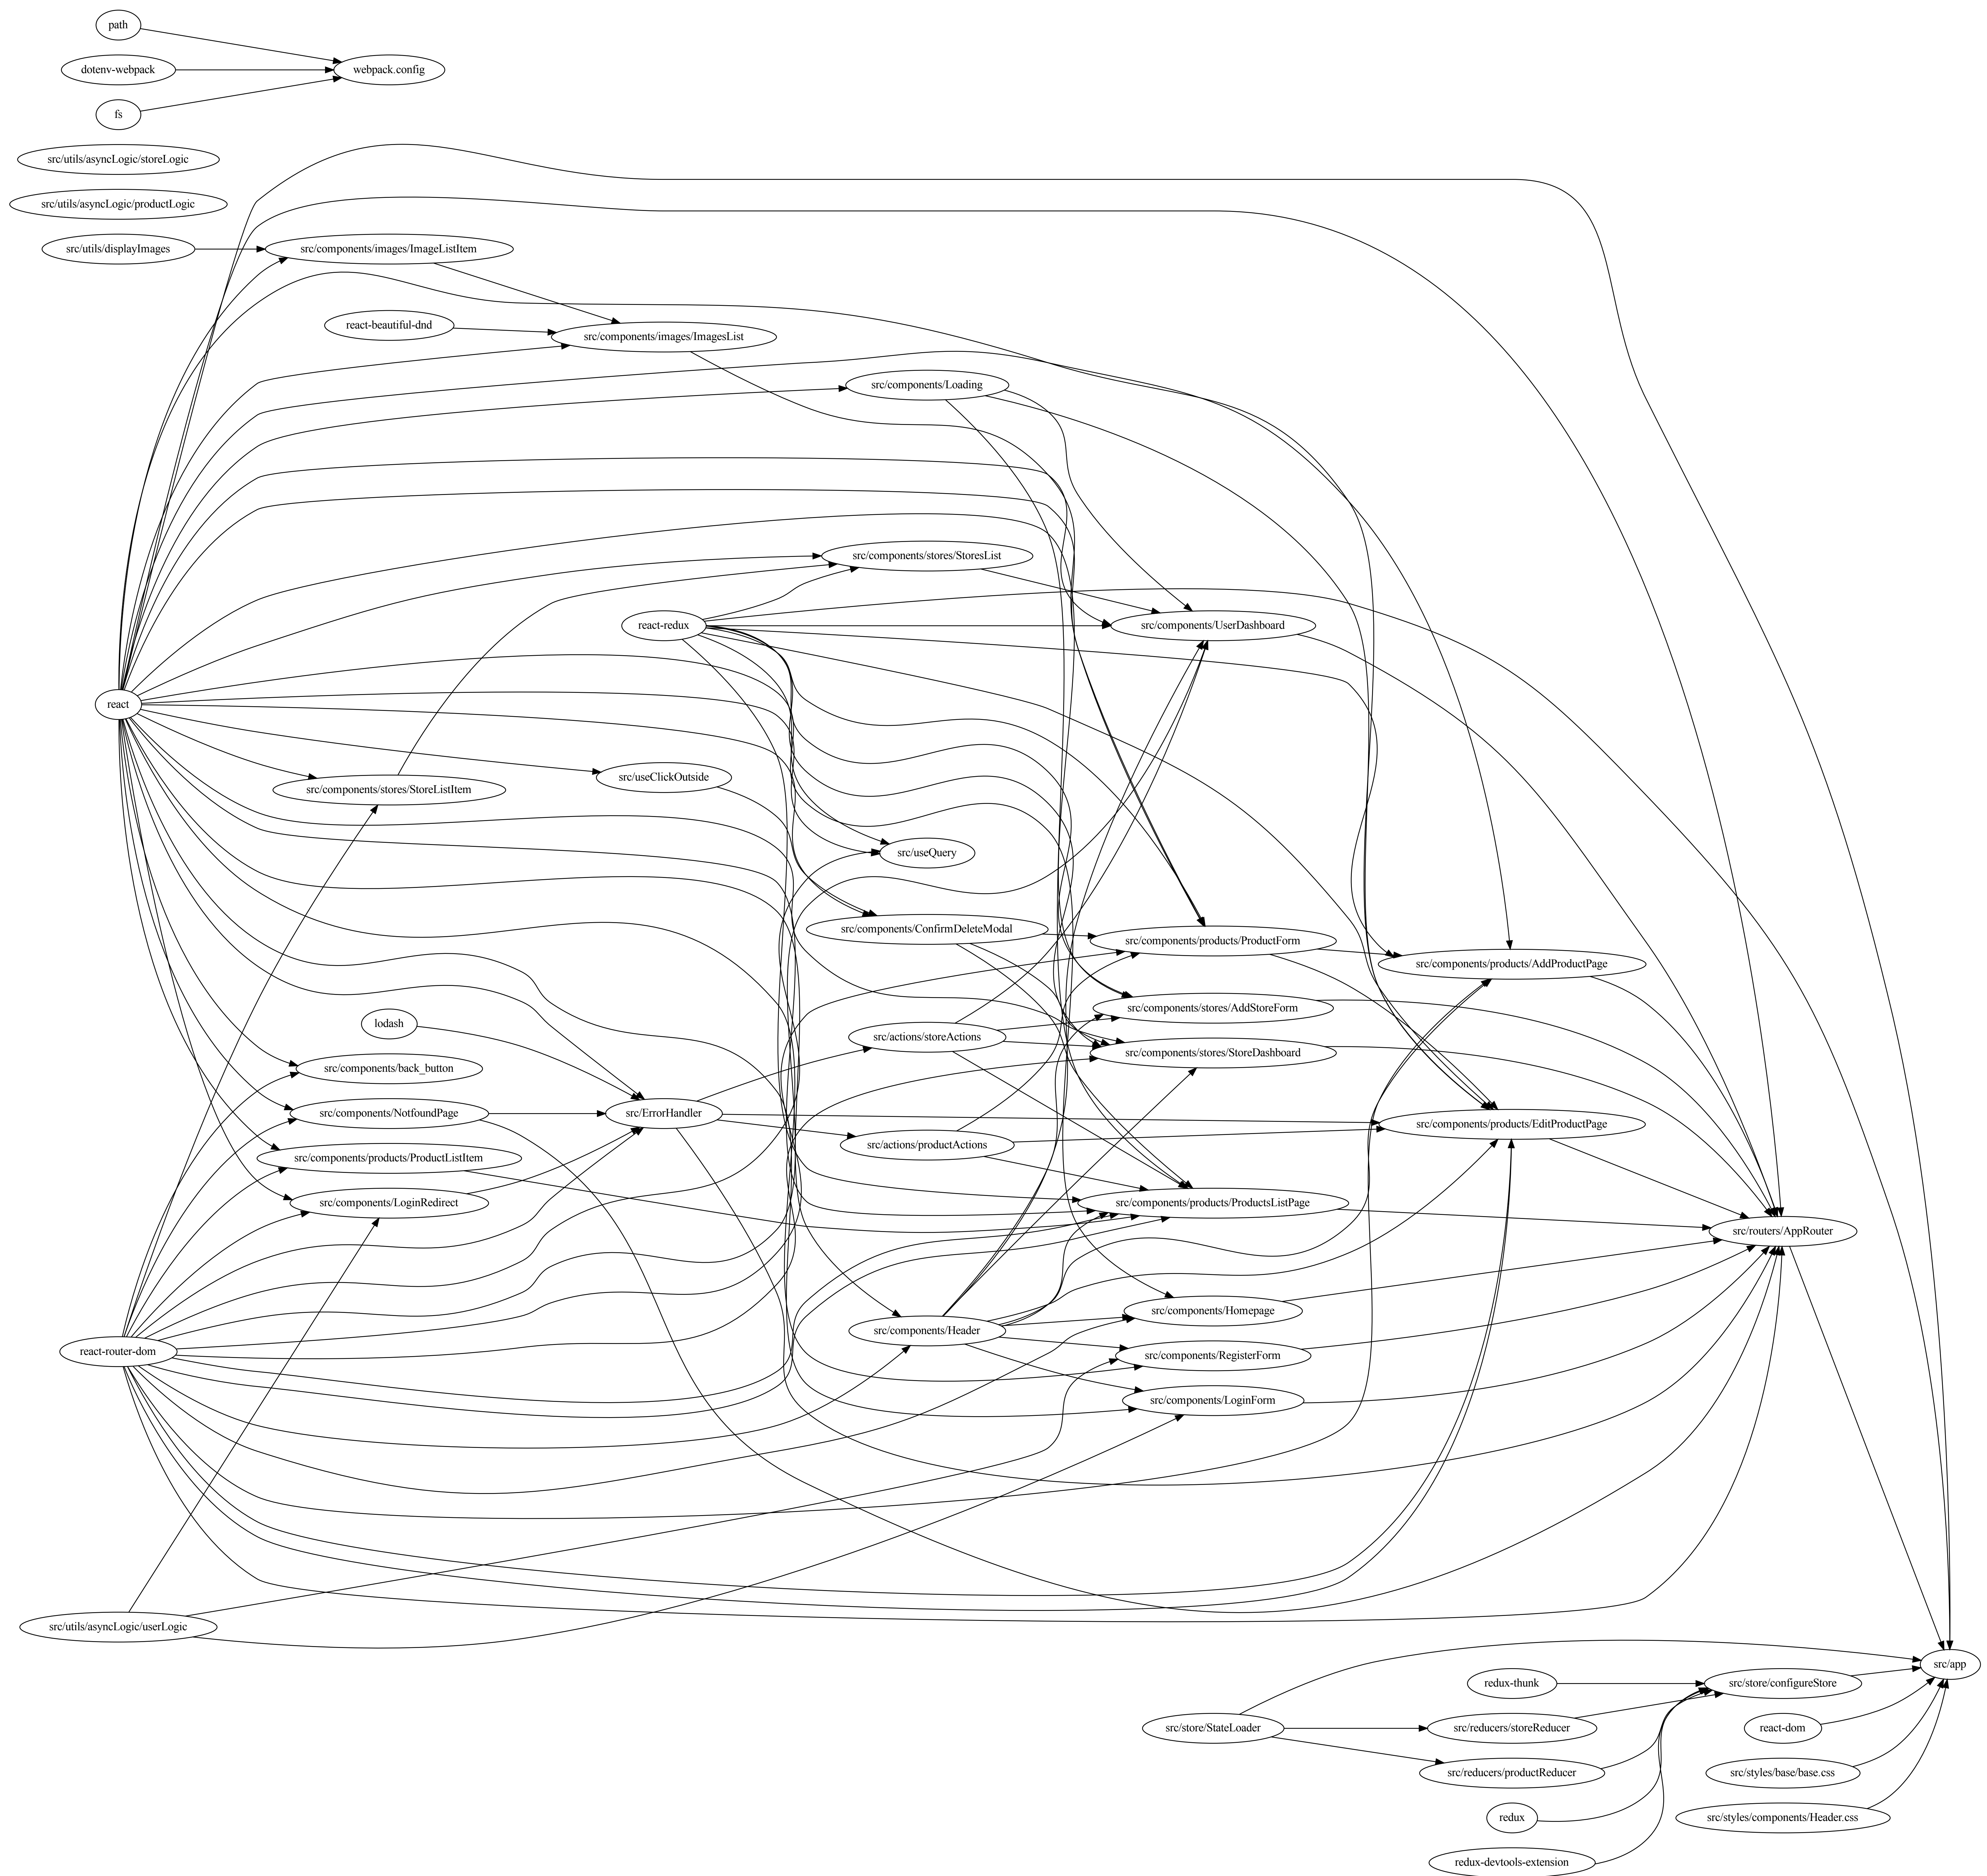 path
dotenv-webpack
webpack.config
fs
src/utils/asyncLogic/storeLogic
src/utils/asyncLogic/productLogic
src/utils/displayImages
src/components/images/ImageListItem
react-beautiful-dnd
src/components/images/ImagesList
src/components/Loading
src/components/stores/StoresList
react-redux
src/components/UserDashboard
react
src/useClickOutside
src/components/stores/StoreListItem
src/useQuery
src/components/ConfirmDeleteModal
src/components/products/ProductForm
src/components/products/AddProductPage
src/components/stores/AddStoreForm
lodash
src/actions/storeActions
src/components/stores/StoreDashboard
src/components/back_button
src/components/NotfoundPage
src/ErrorHandler
src/components/products/EditProductPage
src/actions/productActions
src/components/products/ProductListItem
src/components/LoginRedirect
src/components/products/ProductsListPage
src/routers/AppRouter
src/components/Homepage
src/components/Header
react-router-dom
src/components/RegisterForm
src/components/LoginForm
src/utils/asyncLogic/userLogic
src/app
redux-thunk
src/store/configureStore
src/store/StateLoader
src/reducers/storeReducer
react-dom
src/reducers/productReducer
src/styles/base/base.css
redux
src/styles/components/Header.css
redux-devtools-extension